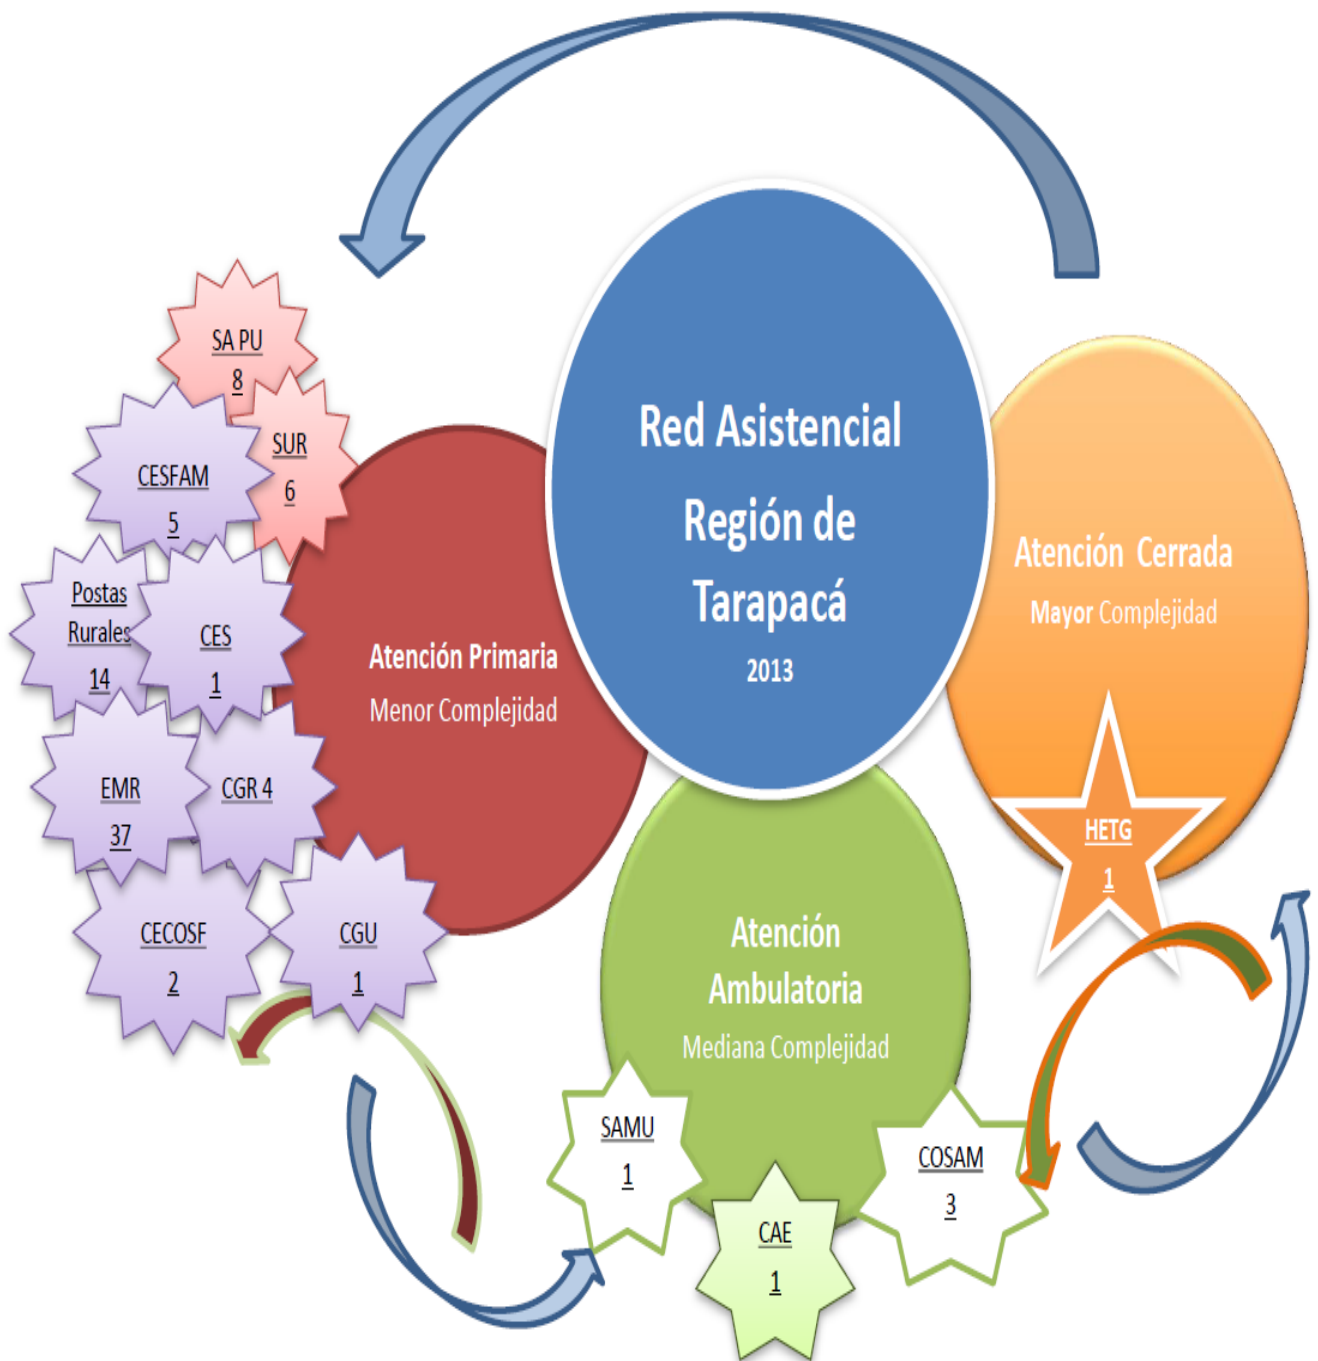 Red Asistencial
Región de
Tarapacá
2013
SA PU
8
SUR
6
CESFAM
5
Postas
Rurales
14
CES
1
EMR
37
CGR 4
CECOSF
2
CGU
1
Atención Primaria
Menor Complejidad
Atención
Ambulatoria
Mediana Complejidad
SAMU
1
CAE
1
COSAM
3
Atención Cerrada
Mayor Complejidad
HETG
1